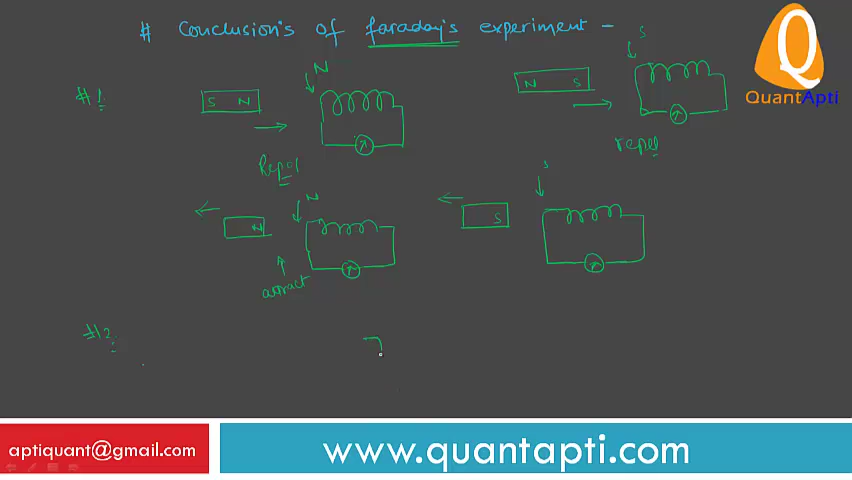 # Conclusion's of faraday's experiment -
#1:
S N
N
N S
S
QuantApti
Repel
repel
N
N
S
S
attract
#2:
aptiquant@gmail.com
www.quantapti.com